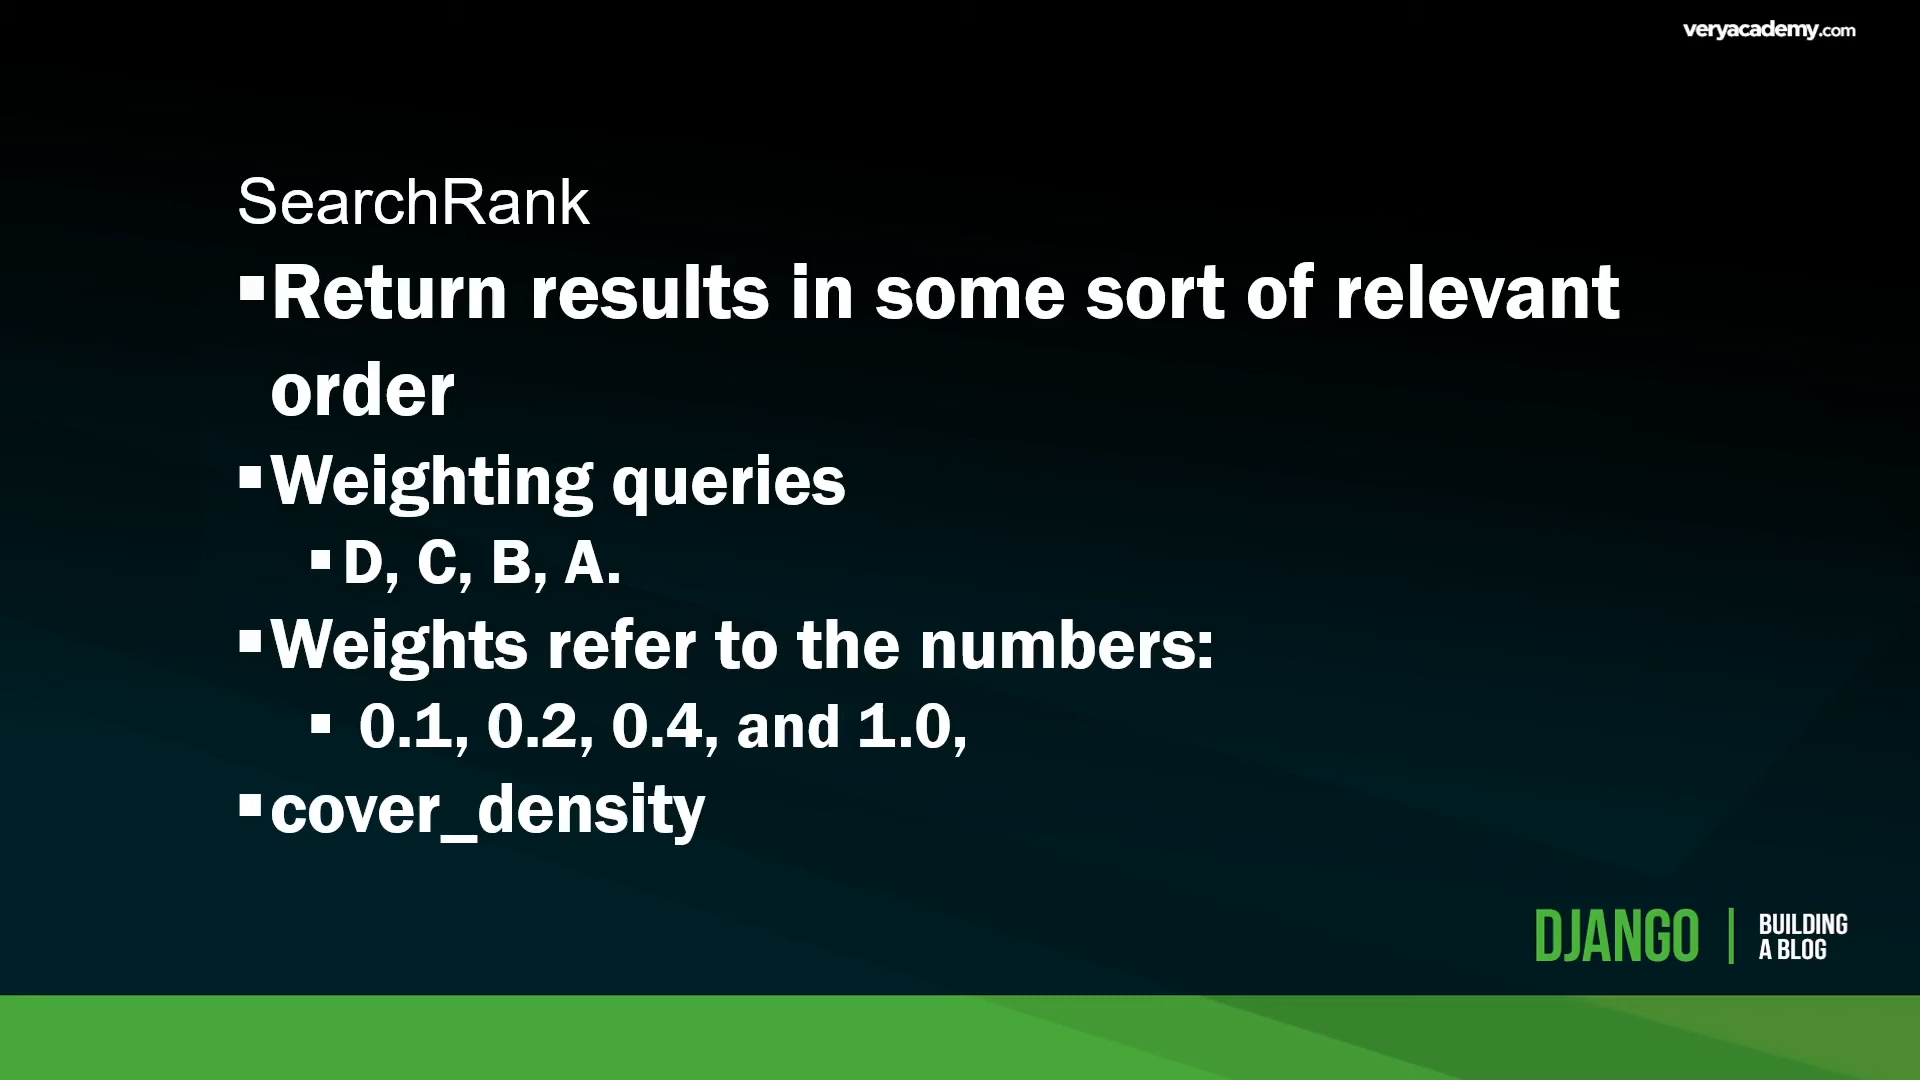 veryacademy.com
SearchRank
▪Return results in some sort of relevant
order
▪Weighting queries
▪D, C, B, A.
▪Weights refer to the numbers:
▪ 0.1, 0.2, 0.4, and 1.0,
▪cover_density
DJANGO | BUILDING
A BLOG